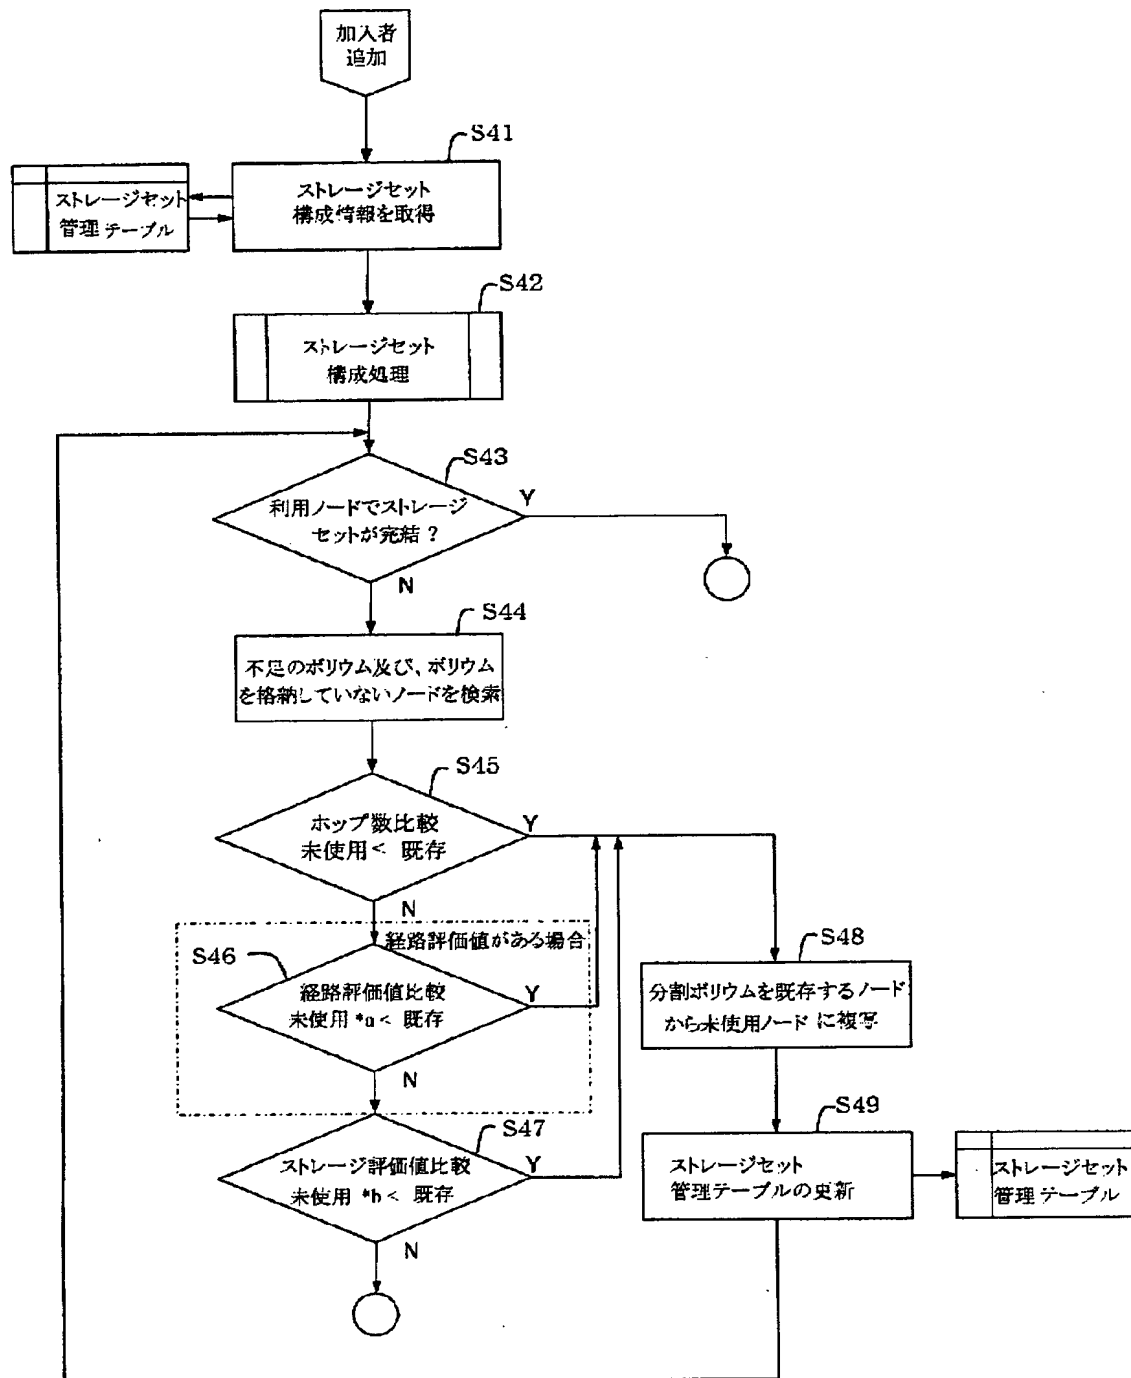 加入者
追加
S41
ストレージセット
管理テーブル
ストレージセット
構成情報を取得
S42
ストレージセット
構成処理
S43
利用ノードでストレージ
セットが完結?
Y
N
S44
不足のボリウム及び、ボリウム
を格納していないノードを検索
S45
ホップ数比較
未使用< 既存
Y
N
経路評価値がある場合
S46
経路評価値比較
未使用 *a< 既存
Y
N
S47
ストレージ評価値比較
未使用 *b< 既存
Y
N
S48
分割ボリウムを既存するノード
から未使用ノードに複写
S49
ストレージセット
管理テーブルの更新
ストレージセット
管理テーブル